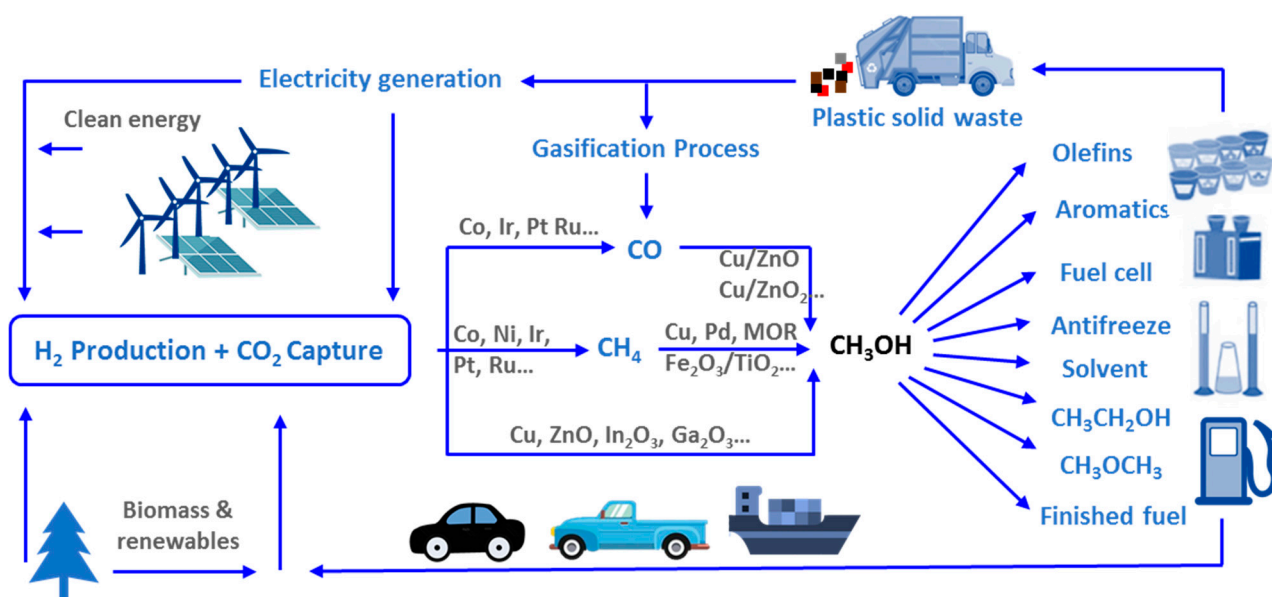 Electricity generation
Plastic solid waste
Clean energy
Gasification Process
Olefins
Aromatics
Co, Ir, Pt Ru...
CO
Cu/ZnO
Cu/ZnO₂...
Fuel cell
Antifreeze
H₂ Production + CO₂ Capture
Co, Ni, Ir,
Pt, Ru...
CH₄
Cu, Pd, MOR
Fe₂O₃/TiO₂...
CH₃OH
Solvent
CH₃CH₂OH
Cu, ZnO, In₂O₃, Ga₂O₃...
CH₃OCH₃
Finished fuel
Biomass &
renewables